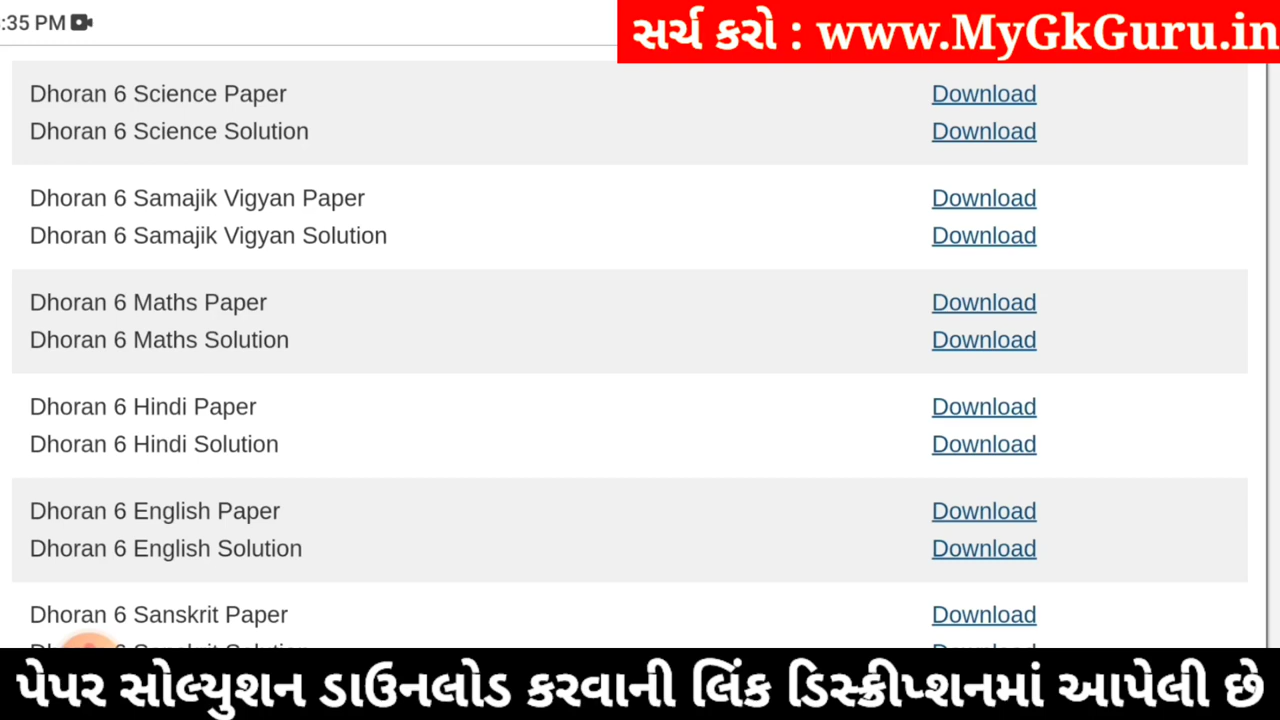 :35 PM
સર્ચ કરો : www.MyGkGuru.in
Dhoran 6 Science Paper Download
Dhoran 6 Science Solution Download
Dhoran 6 Samajik Vigyan Paper Download
Dhoran 6 Samajik Vigyan Solution Download
Dhoran 6 Maths Paper Download
Dhoran 6 Maths Solution Download
Dhoran 6 Hindi Paper Download
Dhoran 6 Hindi Solution Download
Dhoran 6 English Paper Download
Dhoran 6 English Solution Download
Dhoran 6 Sanskrit Paper Download
પેપર સોલ્યુશન ડાઉનલોડ કરવાની લિંક ડિસ્ક્રીપ્શનમાં આપેલી છે